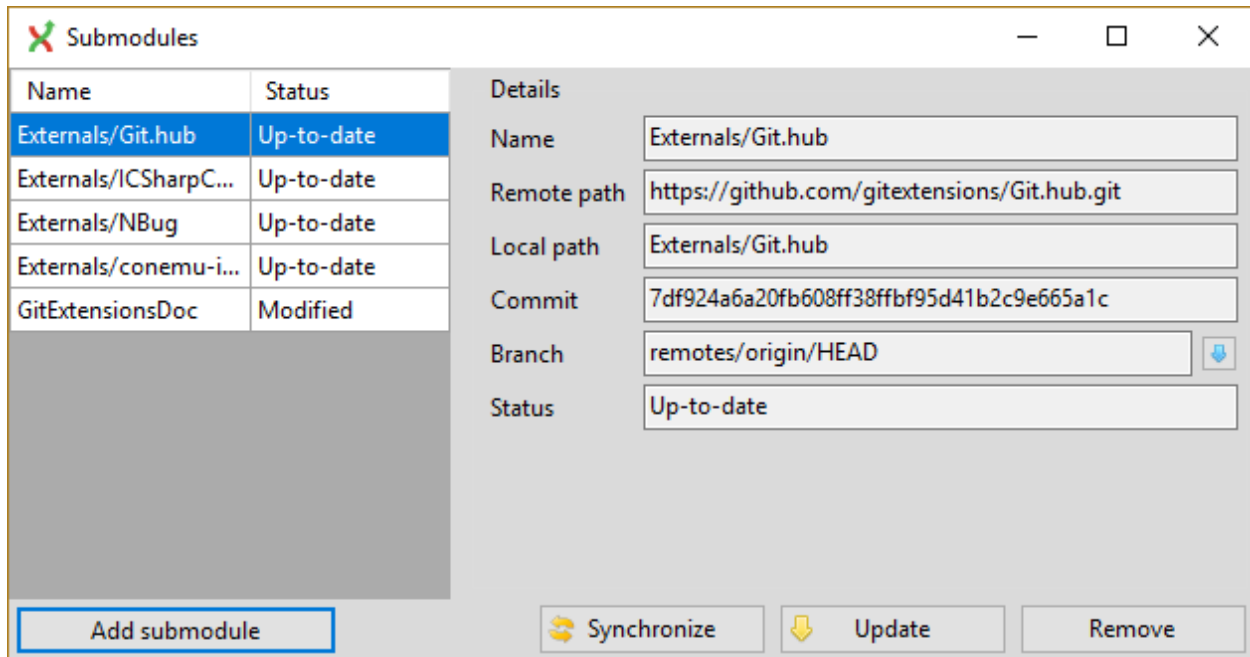 Submodules
Name Status
Externals/Git.hub Up-to-date
Externals/ICSharpC... Up-to-date
Externals/NBug Up-to-date
Externals/conemu-i... Up-to-date
GitExtensionsDoc Modified
Add submodule
Details
Name Externals/Git.hub
Remote path https://github.com/gitextensions/Git.hub.git
Local path Externals/Git.hub
Commit 7df924a6a20fb608ff38ffbf95d41b2c9e665a1c
Branch remotes/origin/HEAD
Status Up-to-date
Synchronize Update Remove